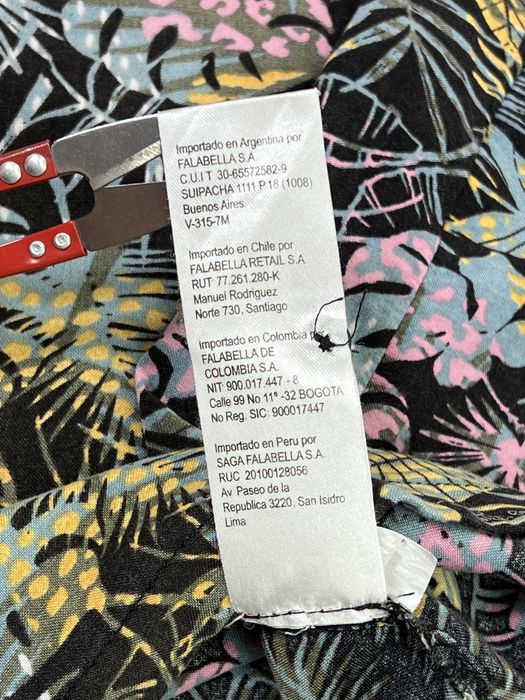 Importado en Argentina por
FALABELLA S.A.
C.U.I.T 30-65572582-9
SUIPACHA 1111 P 18 (1008)
Buenos Aires
V-315-7M
Importado en Chile por
FALABELLA RETAIL S.A.
RUT 77.261.280-K
Manuel Rodriguez
Norte 730, Santiago
Importado en Colombia por
FALABELLA DE
COLOMBIA S.A.
NIT: 900.017.447 - 8
Calle 99 No 11ª -32 BOGOTA
No Reg. SIC: 900017447
Importado en Peru por
SAGA FALABELLA S.A.
RUC 20100128056
Av Paseo de la
Republica 3220, San Isidro
Lima